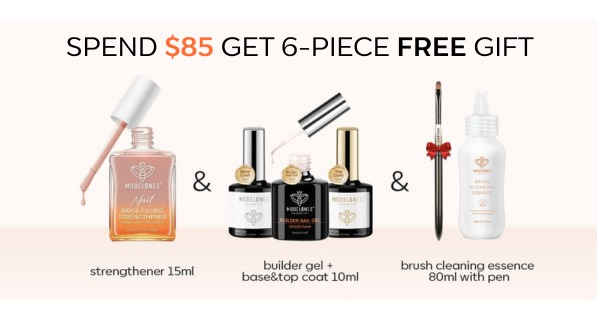 SPEND $85 GET 6-PIECE FREE GIFT
MODELONES
Nail
RIDGE FILLING
STRENGTHENER
&
Base
Coat
MODELONES
MODELONES
BUILDER NAIL GEL
Top
Coat
MODELONES
&
BRUSH
CLEANING
ESSENCE
strengthener 15ml
builder gel +
base&top coat 10ml
brush cleaning essence
80ml with pen